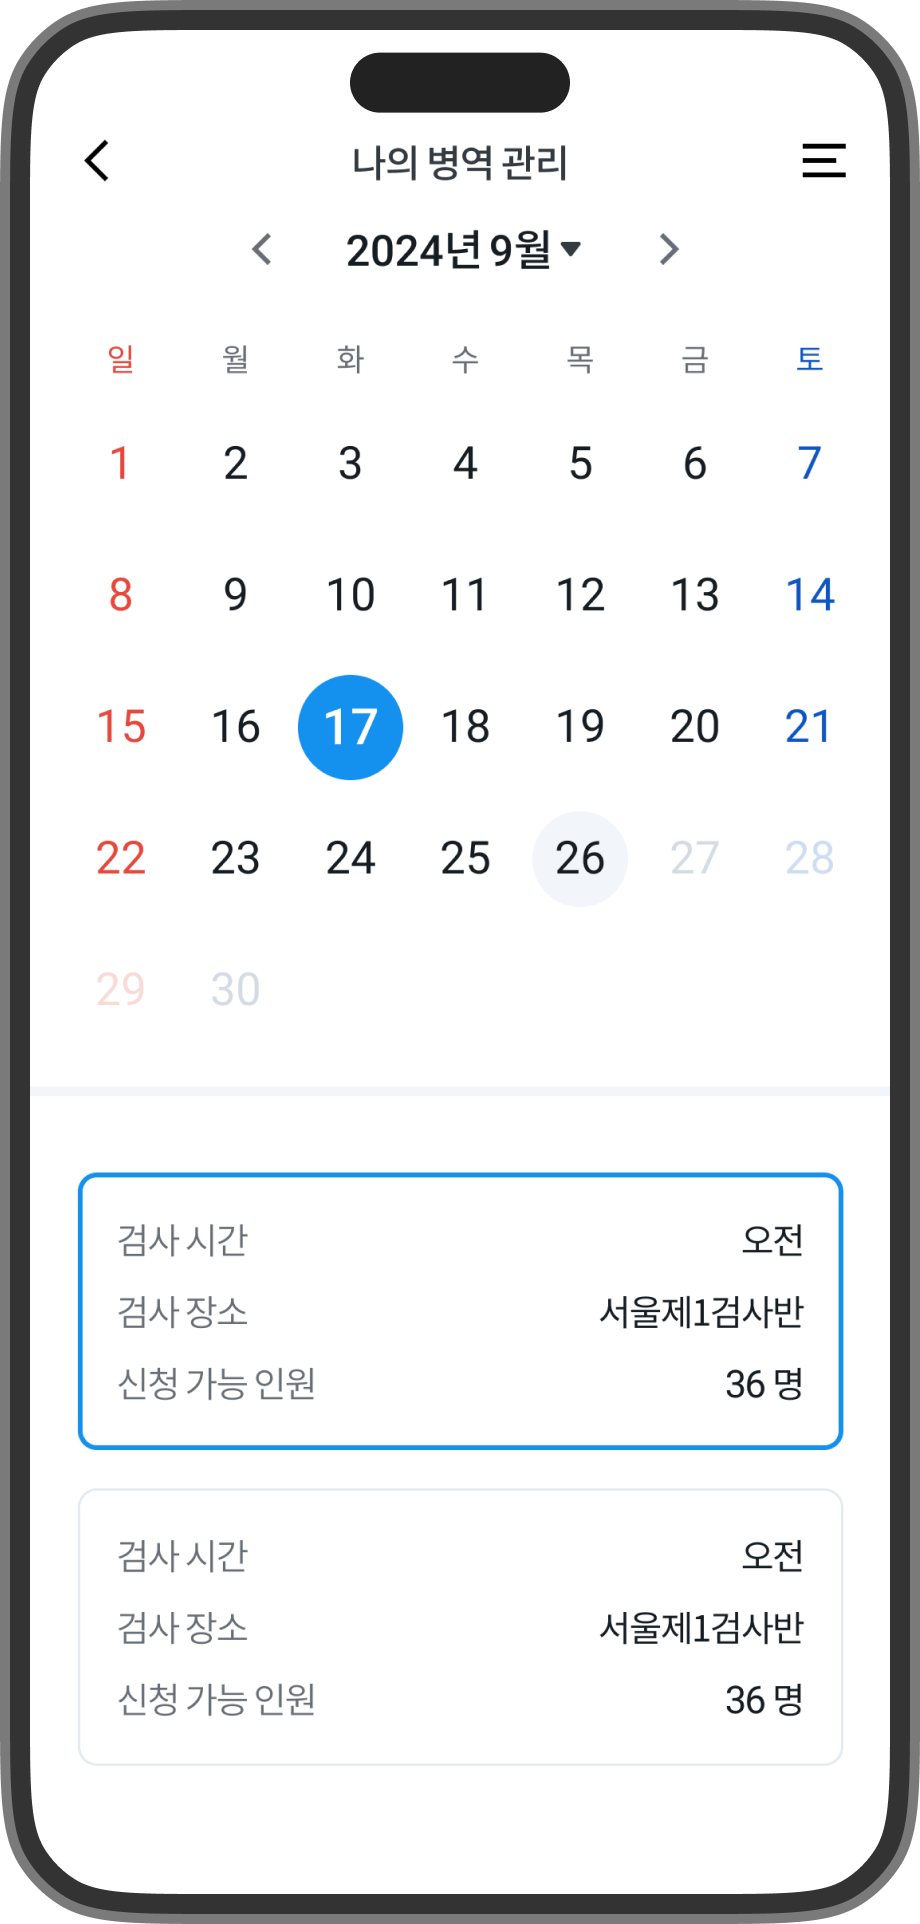 나의 병역 관리
2024년 9월
일 월 화 수 목 금 토
1 2 3 4 5 6 7
8 9 10 11 12 13 14
15 16 17 18 19 20 21
22 23 24 25 26 27 28
29 30
검사 시간 오전
검사 장소 서울제1검사반
신청 가능 인원 36 명
검사 시간 오전
검사 장소 서울제1검사반
신청 가능 인원 36 명